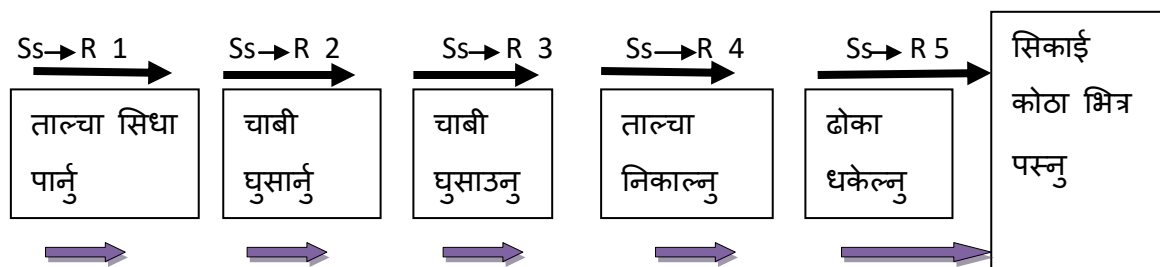 Ss→R 1
Ss→R 2
Ss→R 3
Ss→R 4
Ss→R 5
ताल्चा सिधा
पार्नु
चाबी
घुसार्नु
चाबी
घुसाउनु
ताल्चा
निकाल्नु
ढोका
धकेल्नु
सिकाई
कोठा भित्र
पस्नु